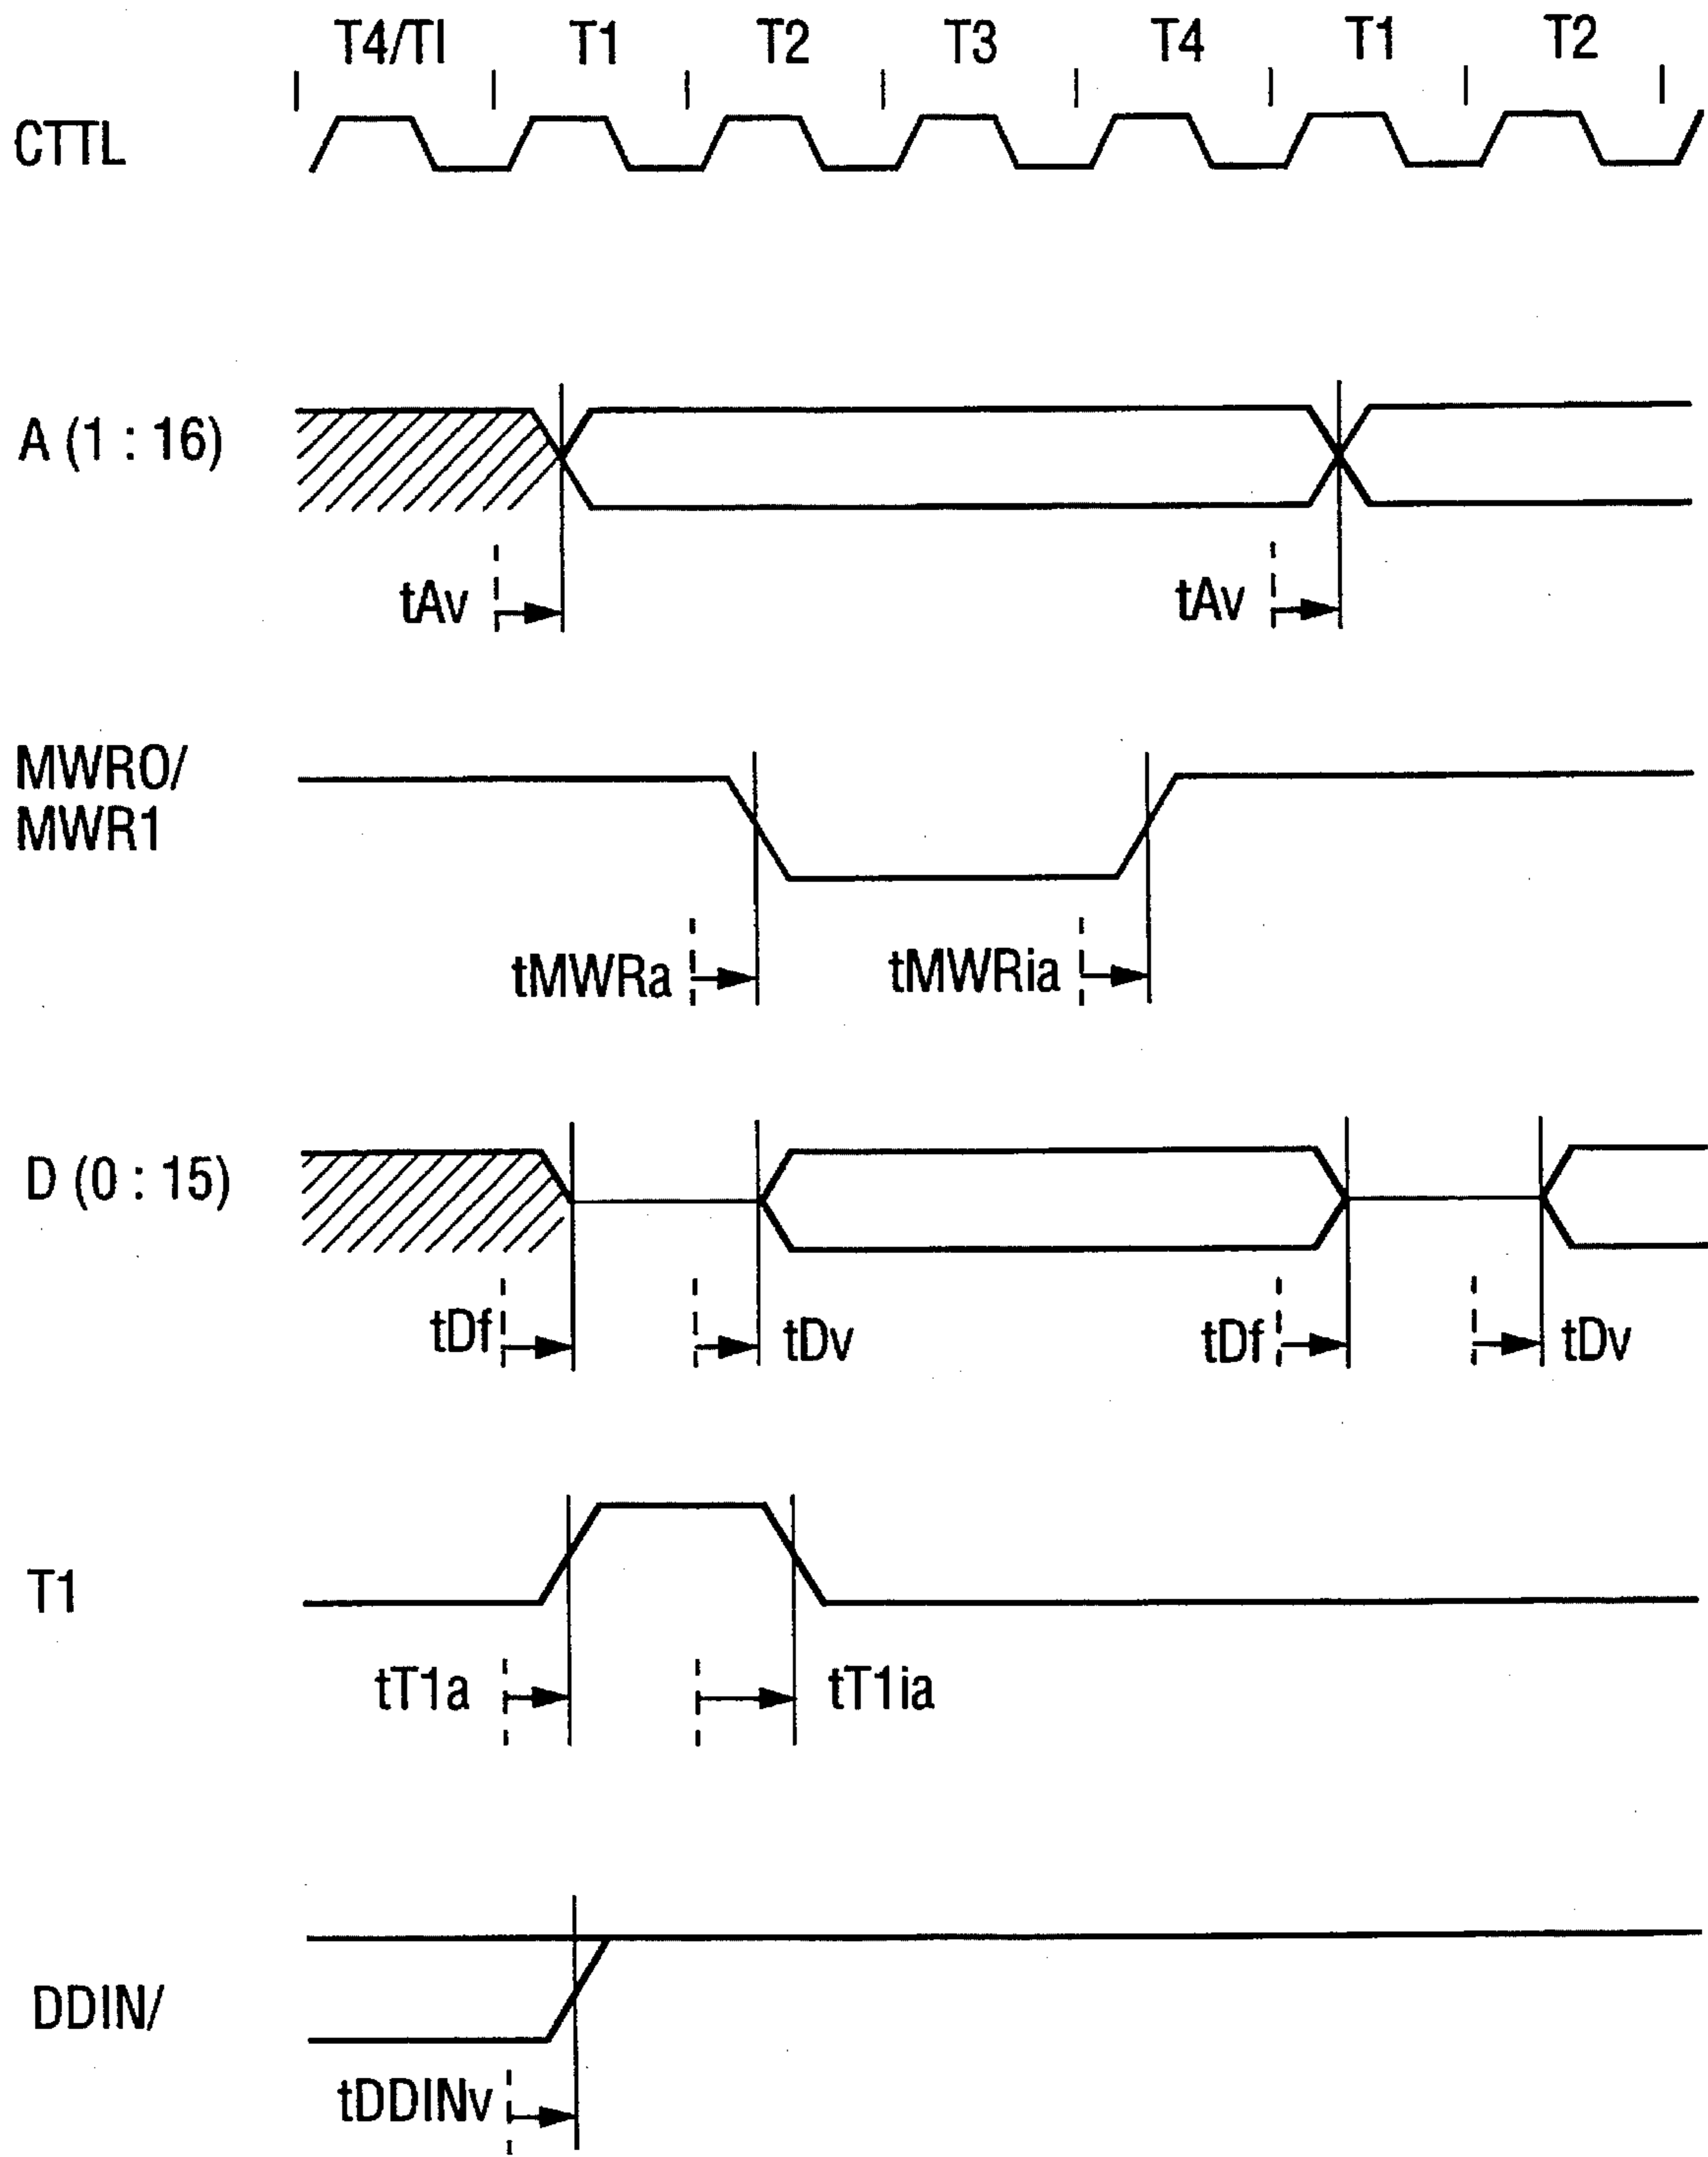 T4/TI T1 T2 T3 T4 T1 T2
CTTL
A (1 : 16)
tAv tAv
MWR0/
MWR1
tMWRa tMWRia
D (0 : 15)
tDf tDv tDf tDv
T1
tT1a tT1ia
DDIN/
tDDINv